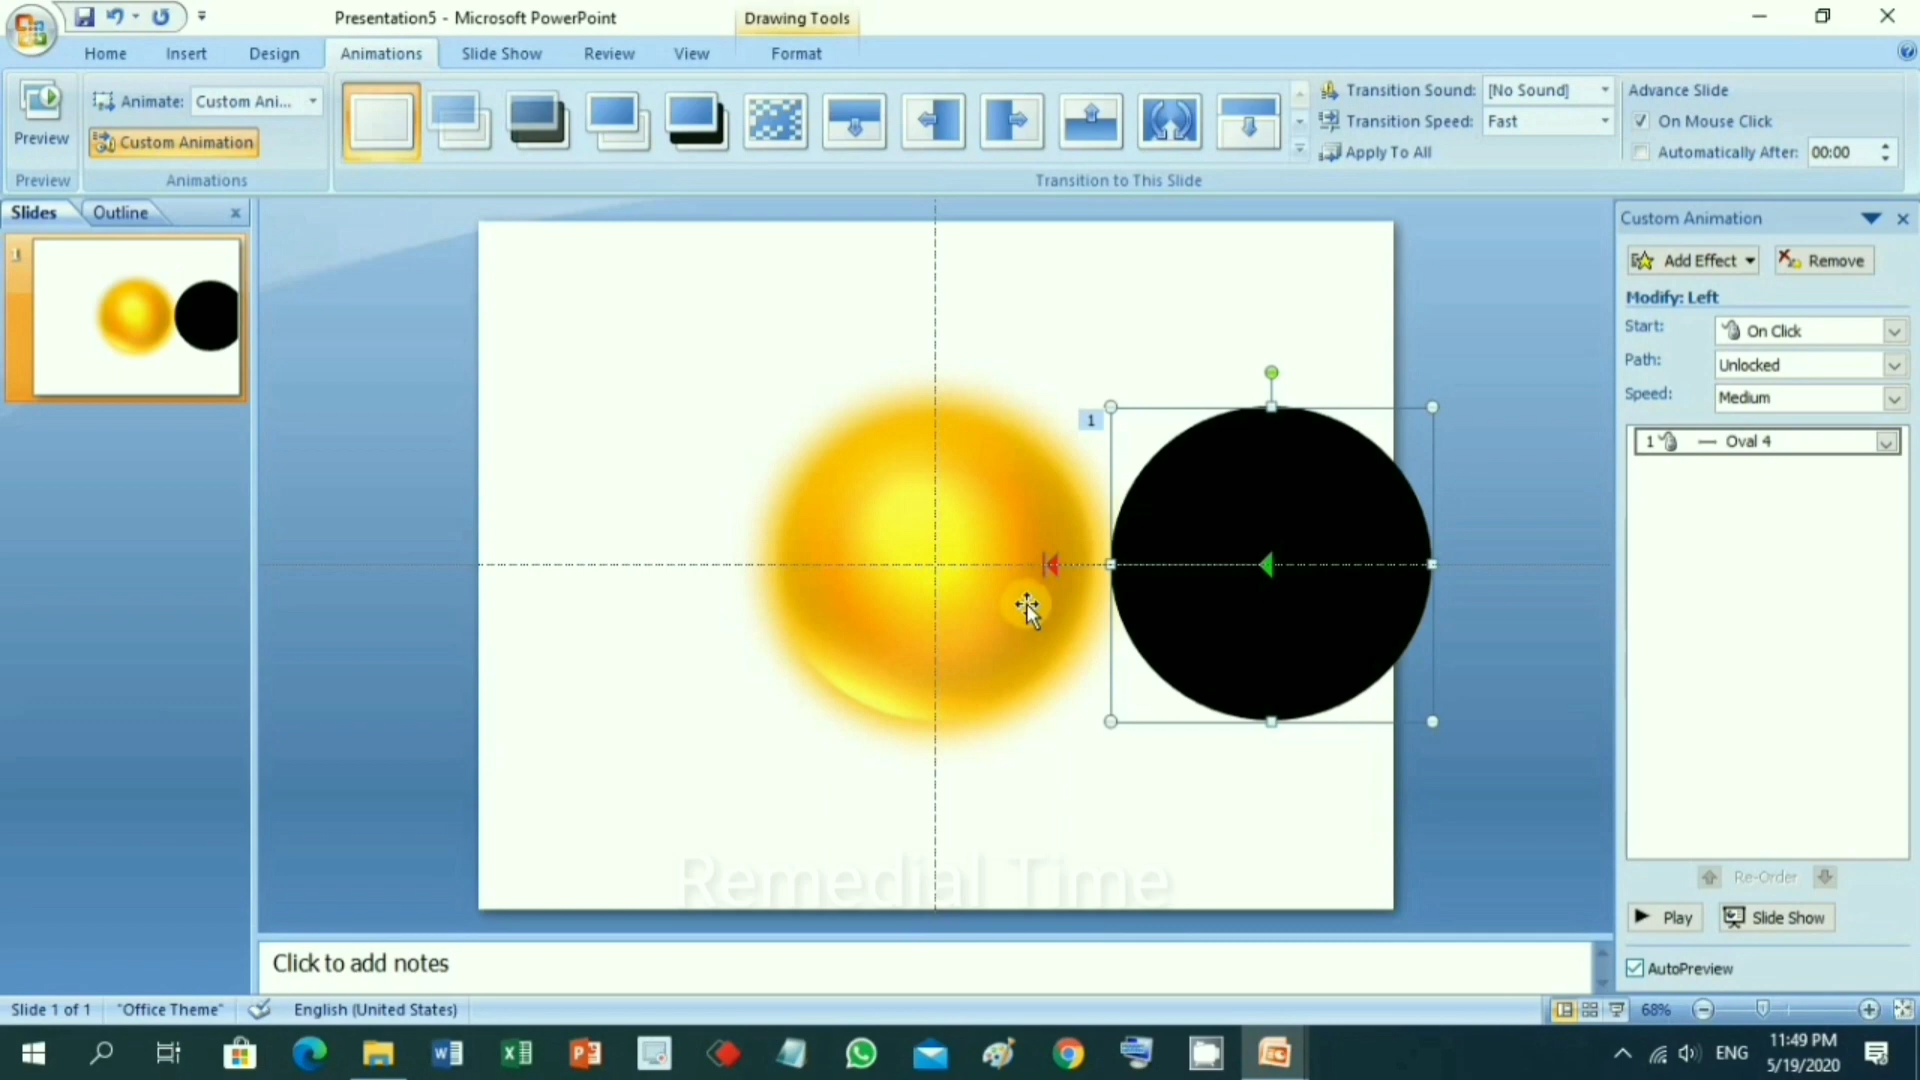 Presentation5 - Microsoft PowerPoint
Drawing Tools
Home Insert Design Animations Slide Show Review View Format
Preview
Animate: Custom Ani...
Custom Animation
Transition Sound: [No Sound]
Transition Speed: Fast
Apply To All
Advance Slide
On Mouse Click
Automatically After: 00:00
Preview Animations Transition to This Slide
Slides Outline
1
1
Custom Animation
Add Effect Remove
Modify: Left
Start: On Click
Path: Unlocked
Speed: Medium
1 Oval 4
Re-Order
Play Slide Show
AutoPreview
Remedial Time
Click to add notes
Slide 1 of 1 "Office Theme" English (United States) 68%
ENG
11:49 PM
5/19/2020